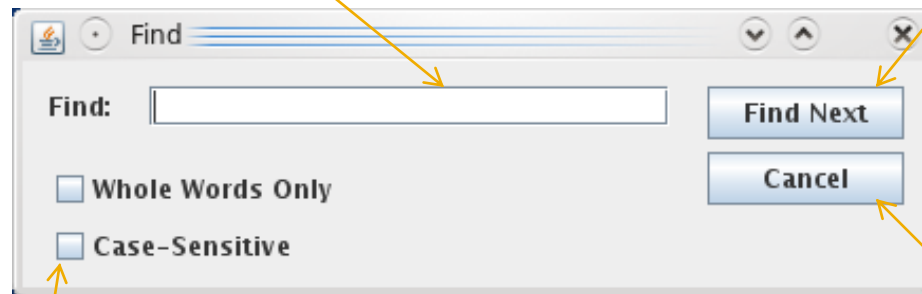 Find
Find:
Find Next
Whole Words Only
Cancel
Case-Sensitive